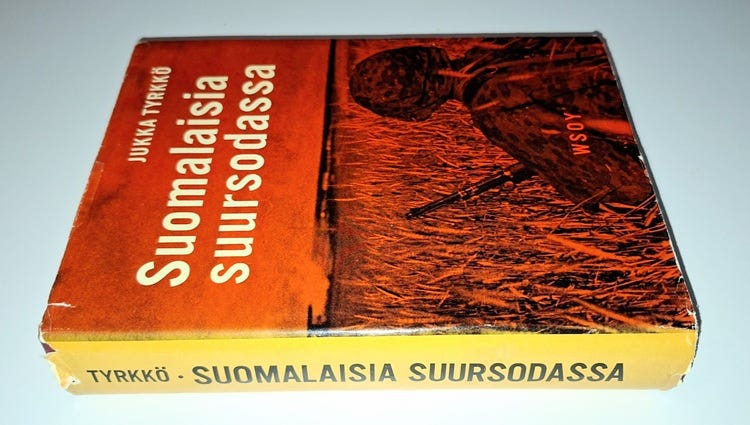 JUKKA TYRKKÖ
Suomalaisia
suursodassa
WSOY
TYRKKÖ · SUOMALAISIA SUURSODASSA